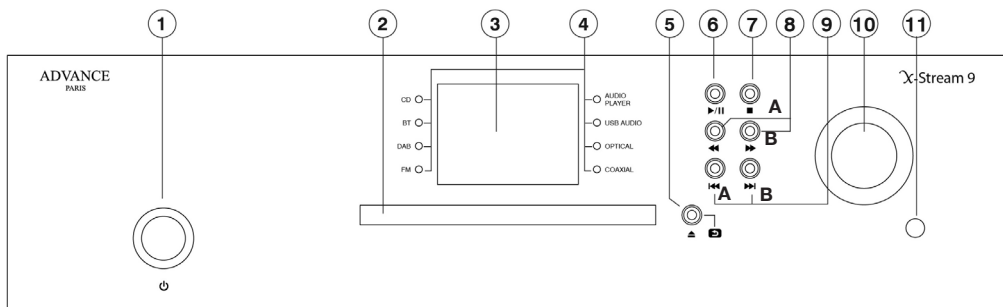 1 2 3 4 5 6 7 8 9 10 11
ADVANCE
PARIS
X-Stream 9
CD
AUDIO
PLAYER
BT
USB AUDIO
DAB
OPTICAL
FM
COAXIAL
A
B
A B